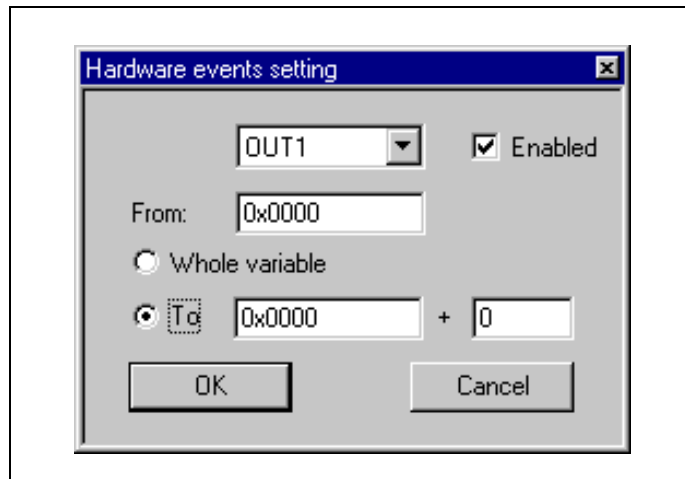 Hardware events setting
OUT1 Enabled
From: 0x0000
Whole variable
To 0x0000 + 0
OK Cancel